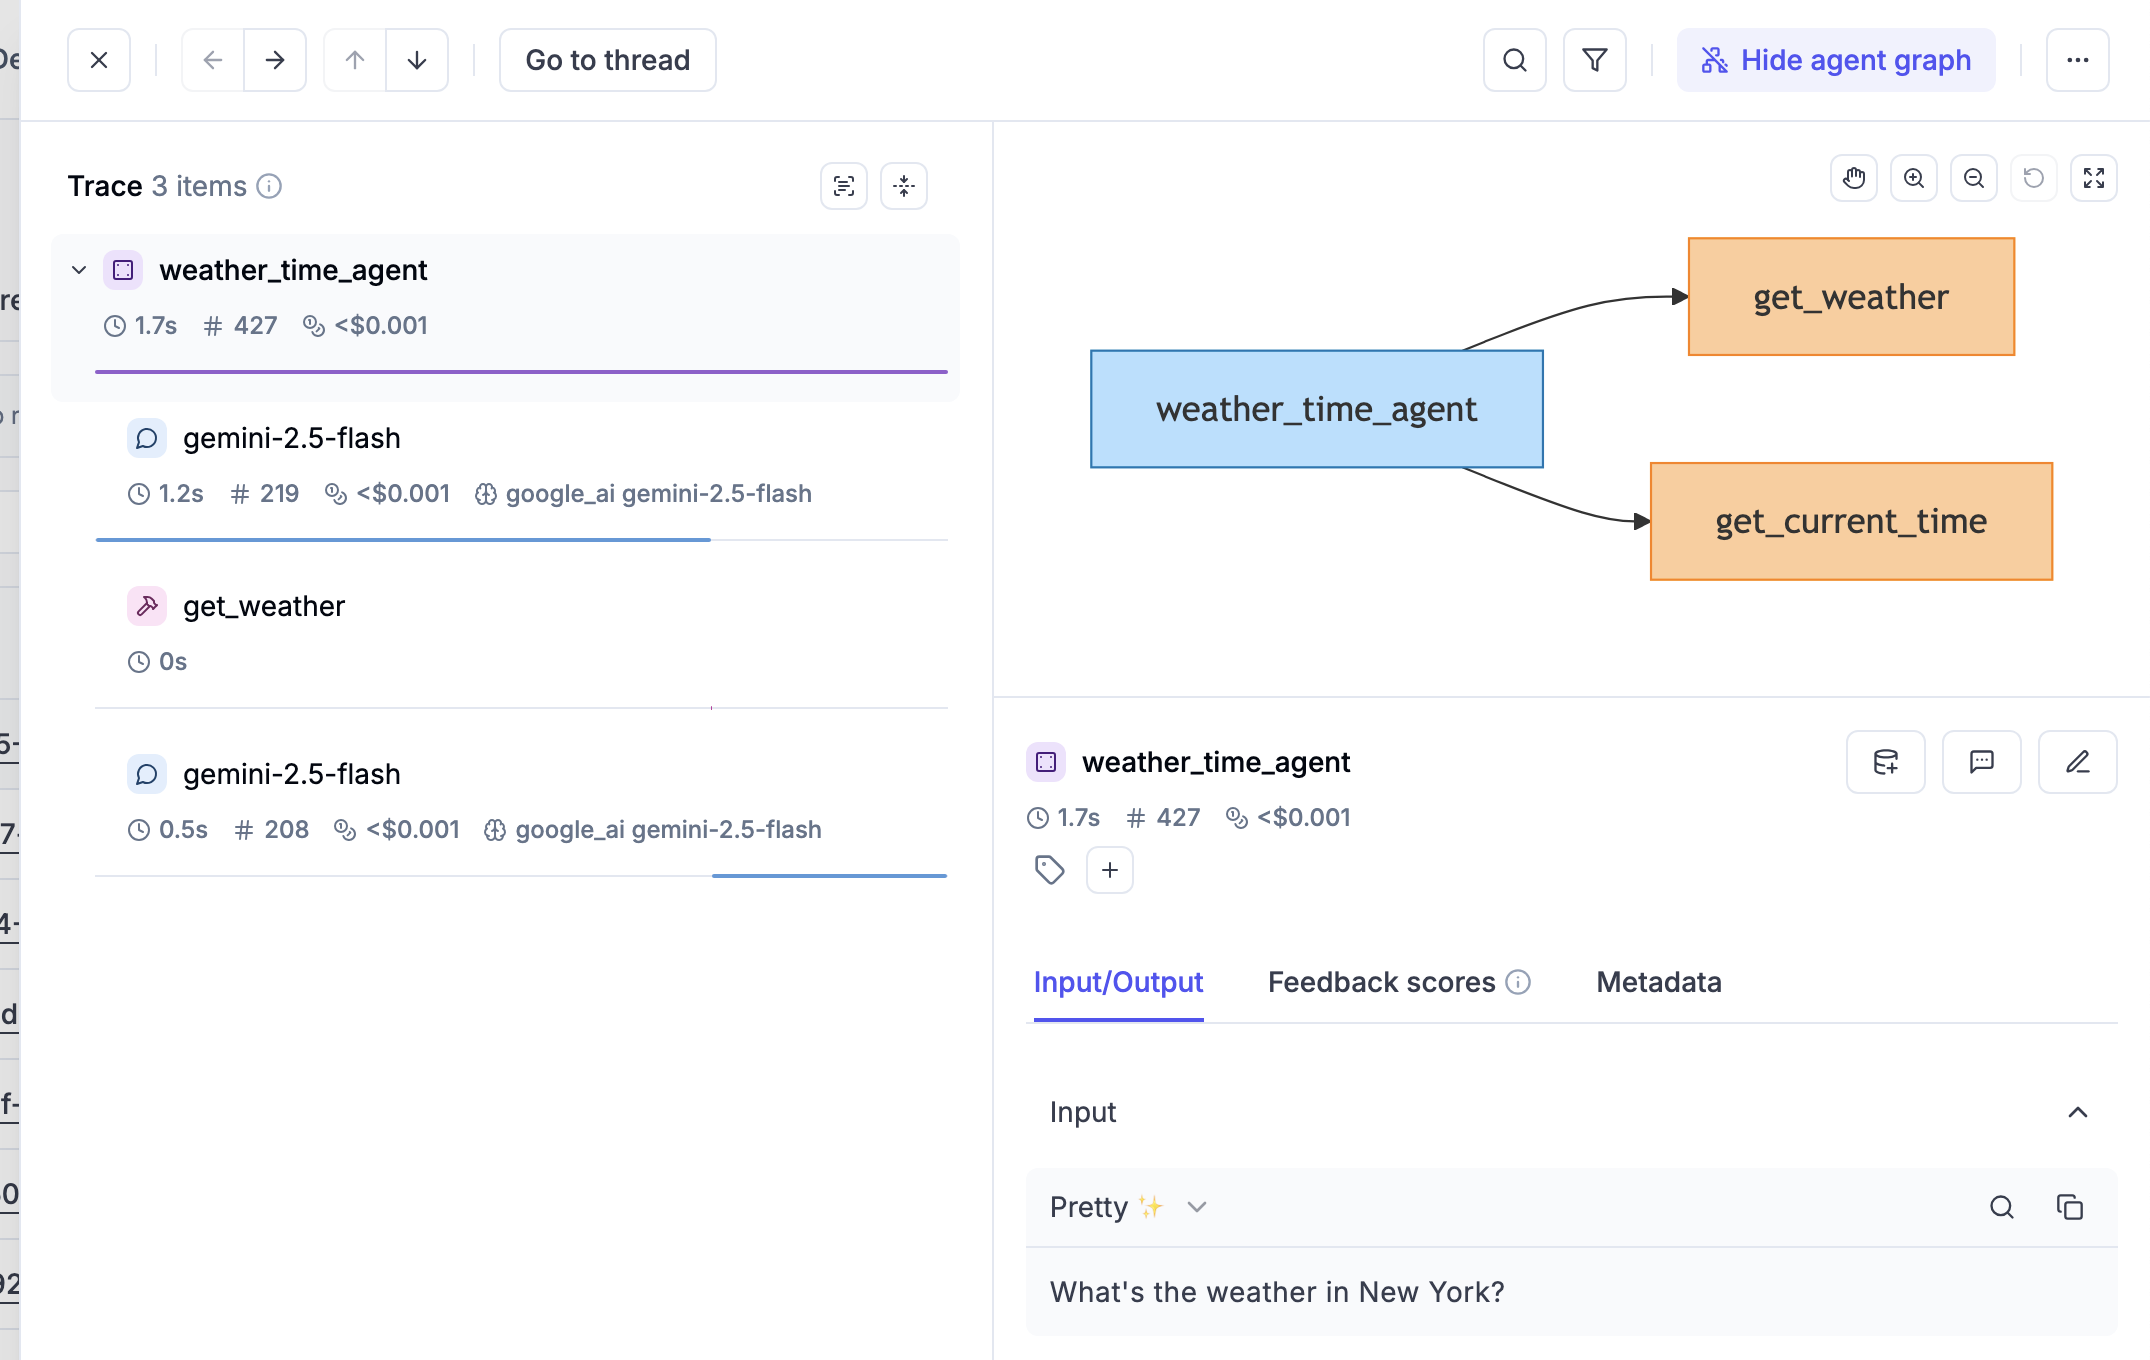 Go to thread
Hide agent graph
Trace 3 items
weather_time_agent
1.7s # 427 <$0.001
gemini-2.5-flash
1.2s # 219 <$0.001 google_ai gemini-2.5-flash
get_weather
0s
gemini-2.5-flash
0.5s # 208 <$0.001 google_ai gemini-2.5-flash
get_weather
weather_time_agent
get_current_time
weather_time_agent
1.7s # 427 <$0.001
Input/Output Feedback scores Metadata
Input
Pretty ✨
What's the weather in New York?